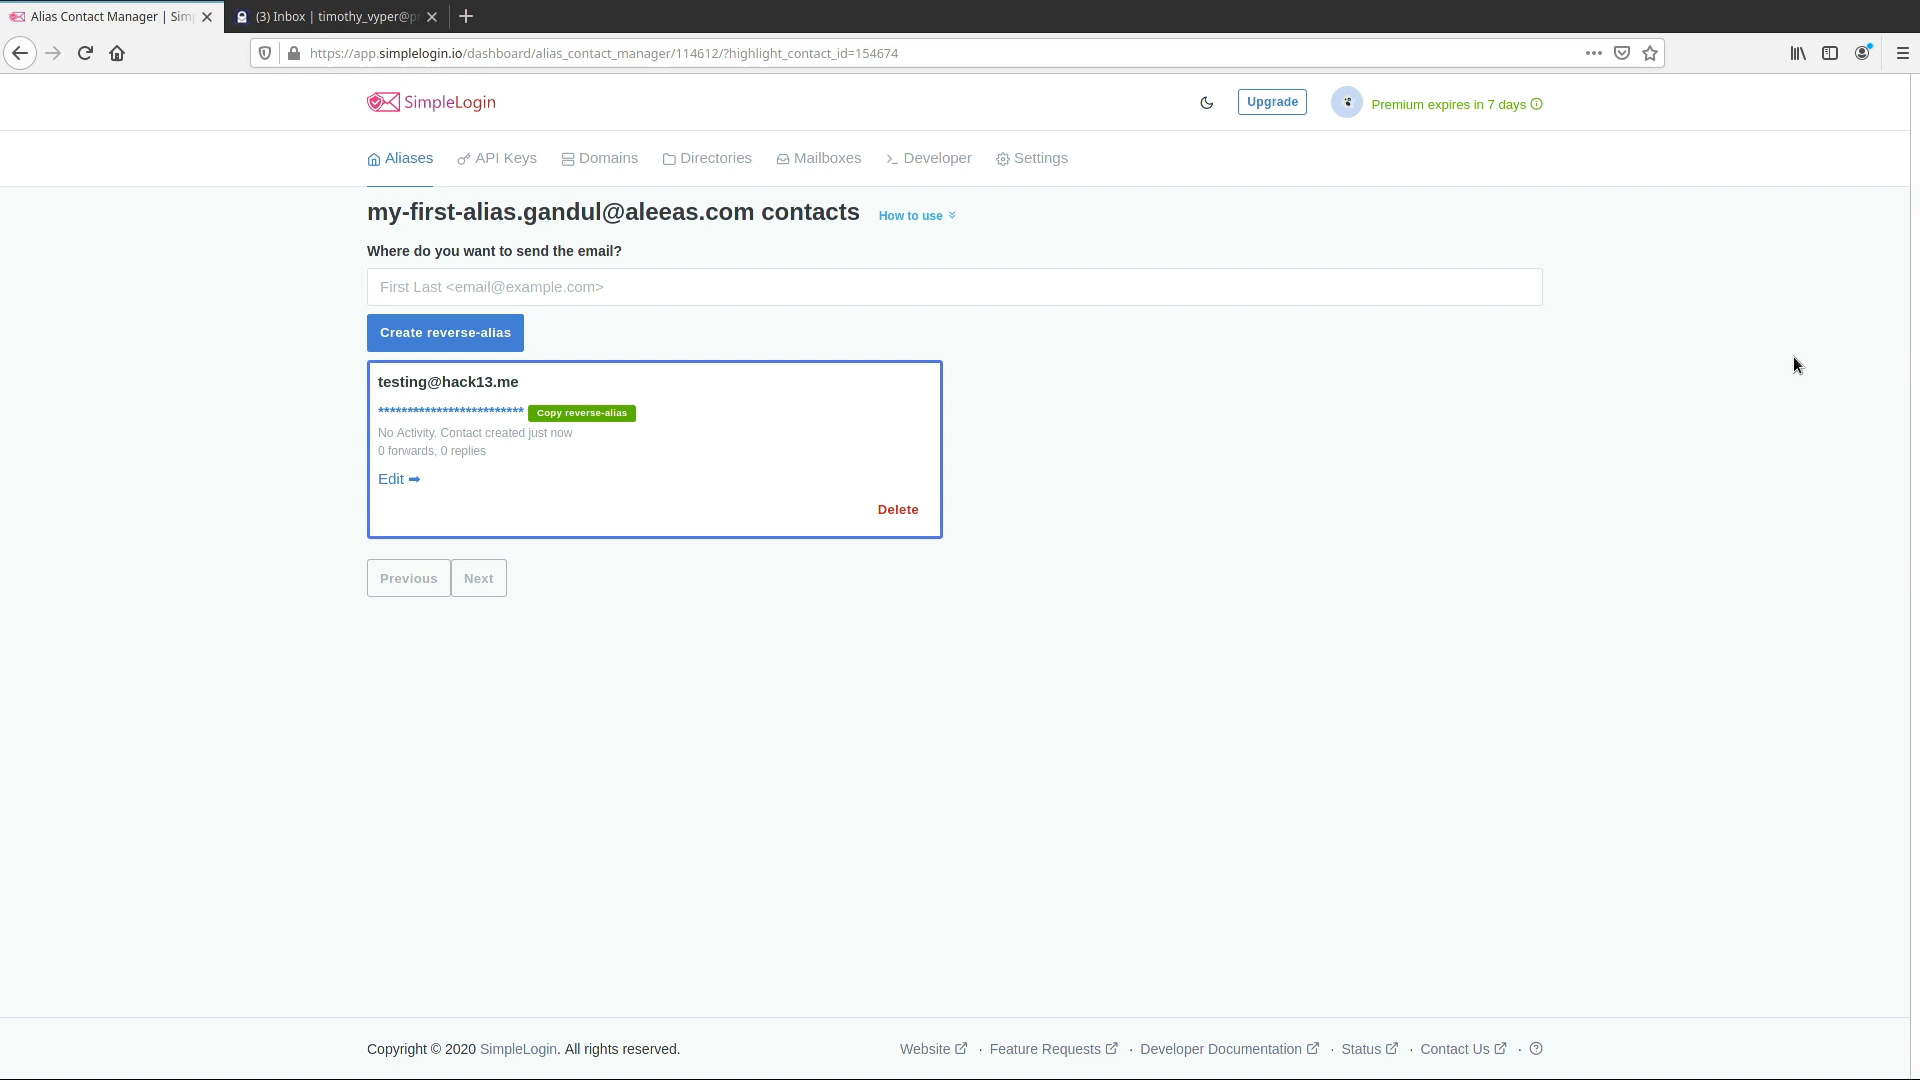 Alias Contact Manager | Sim
(3) Inbox | timothy_vyper@p
https://app.simplelogin.io/dashboard/alias_contact_manager/114612/?highlight_contact_id=154674
SimpleLogin
Upgrade
Premium expires in 7 days
Aliases
API Keys
Domains
Directories
Mailboxes
Developer
Settings
my-first-alias.gandul@aleeas.com contacts
How to use
Where do you want to send the email?
First Last <email@example.com>
Create reverse-alias
testing@hack13.me
************************* Copy reverse-alias
No Activity. Contact created just now
0 forwards, 0 replies
Edit ➡
Delete
Previous
Next
Copyright © 2020 SimpleLogin. All rights reserved.
Website · Feature Requests · Developer Documentation · Status · Contact Us ·